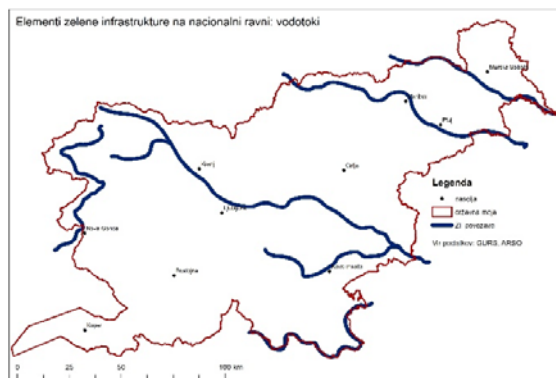 Elementi zelene infrastrukture na nacionalni ravni: vodotoki
Murska Sobota
Maribor
Ptuj
Kranj
Celje
Ljubljana
Nova Gorica
Novo mesto
Postojna
Koper
Legenda
naselja
državna meja
ZI povezave
Vir podatkov: GURS, ARSO
0 25 50 75 100 km